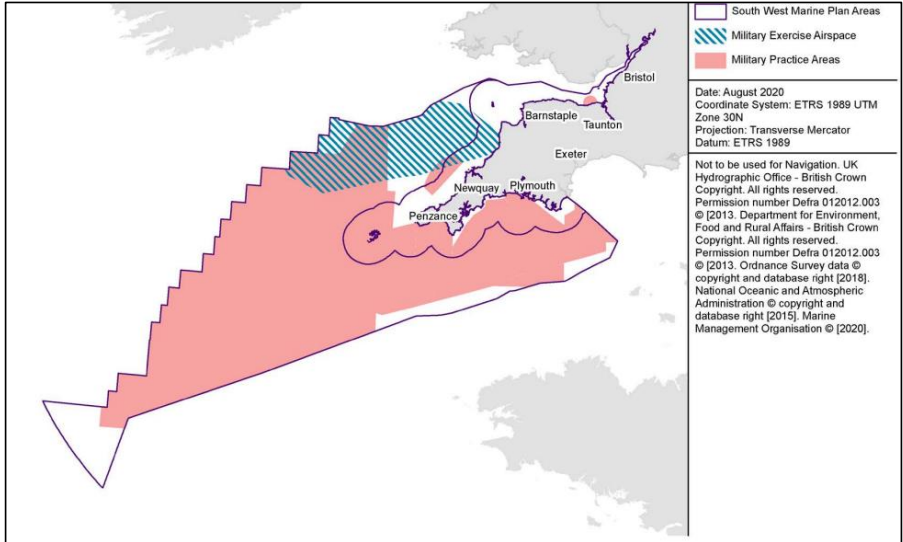 South West Marine Plan Areas
Military Exercise Airspace
Military Practice Areas
Bristol
Barnstaple
Taunton
Exeter
Newquay
Plymouth
Penzance
Date: August 2020
Coordinate System: ETRS 1989 UTM
Zone 30N
Projection: Transverse Mercator
Datum: ETRS 1989
Not to be used for Navigation. UK
Hydrographic Office - British Crown
Copyright. All rights reserved.
Permission number Defra 012012.003
© [2013. Department for Environment,
Food and Rural Affairs - British Crown
Copyright. All rights reserved.
Permission number Defra 012012.003
© [2013. Ordnance Survey data ©
copyright and database right [2018].
National Oceanic and Atmospheric
Administration © copyright and
database right [2015]. Marine
Management Organisation © [2020].